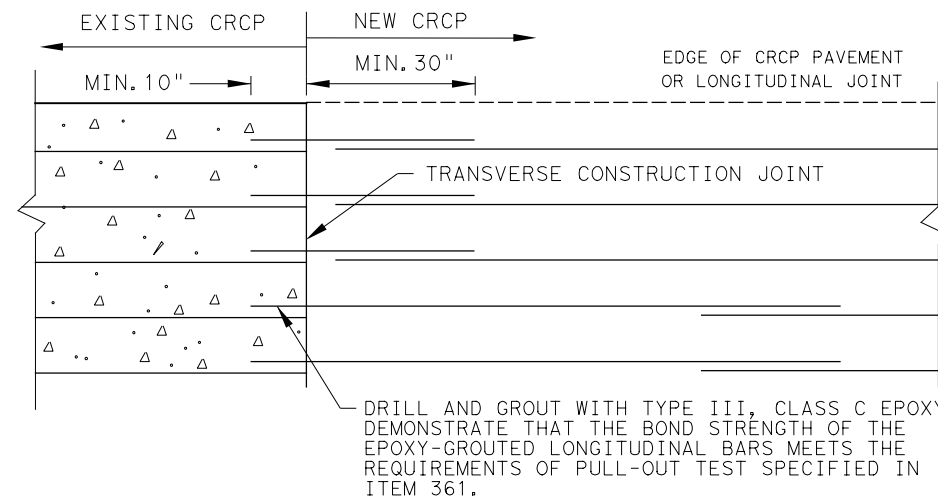 EXISTING CRCP
NEW CRCP
MIN. 10"
MIN. 30"
EDGE OF CRCP PAVEMENT
OR LONGITUDINAL JOINT
TRANSVERSE CONSTRUCTION JOINT
DRILL AND GROUT WITH TYPE III, CLASS C EPOXY
DEMONSTRATE THAT THE BOND STRENGTH OF THE
EPOXY-GROUTED LONGITUDINAL BARS MEETS THE
REQUIREMENTS OF PULL-OUT TEST SPECIFIED IN
ITEM 361.